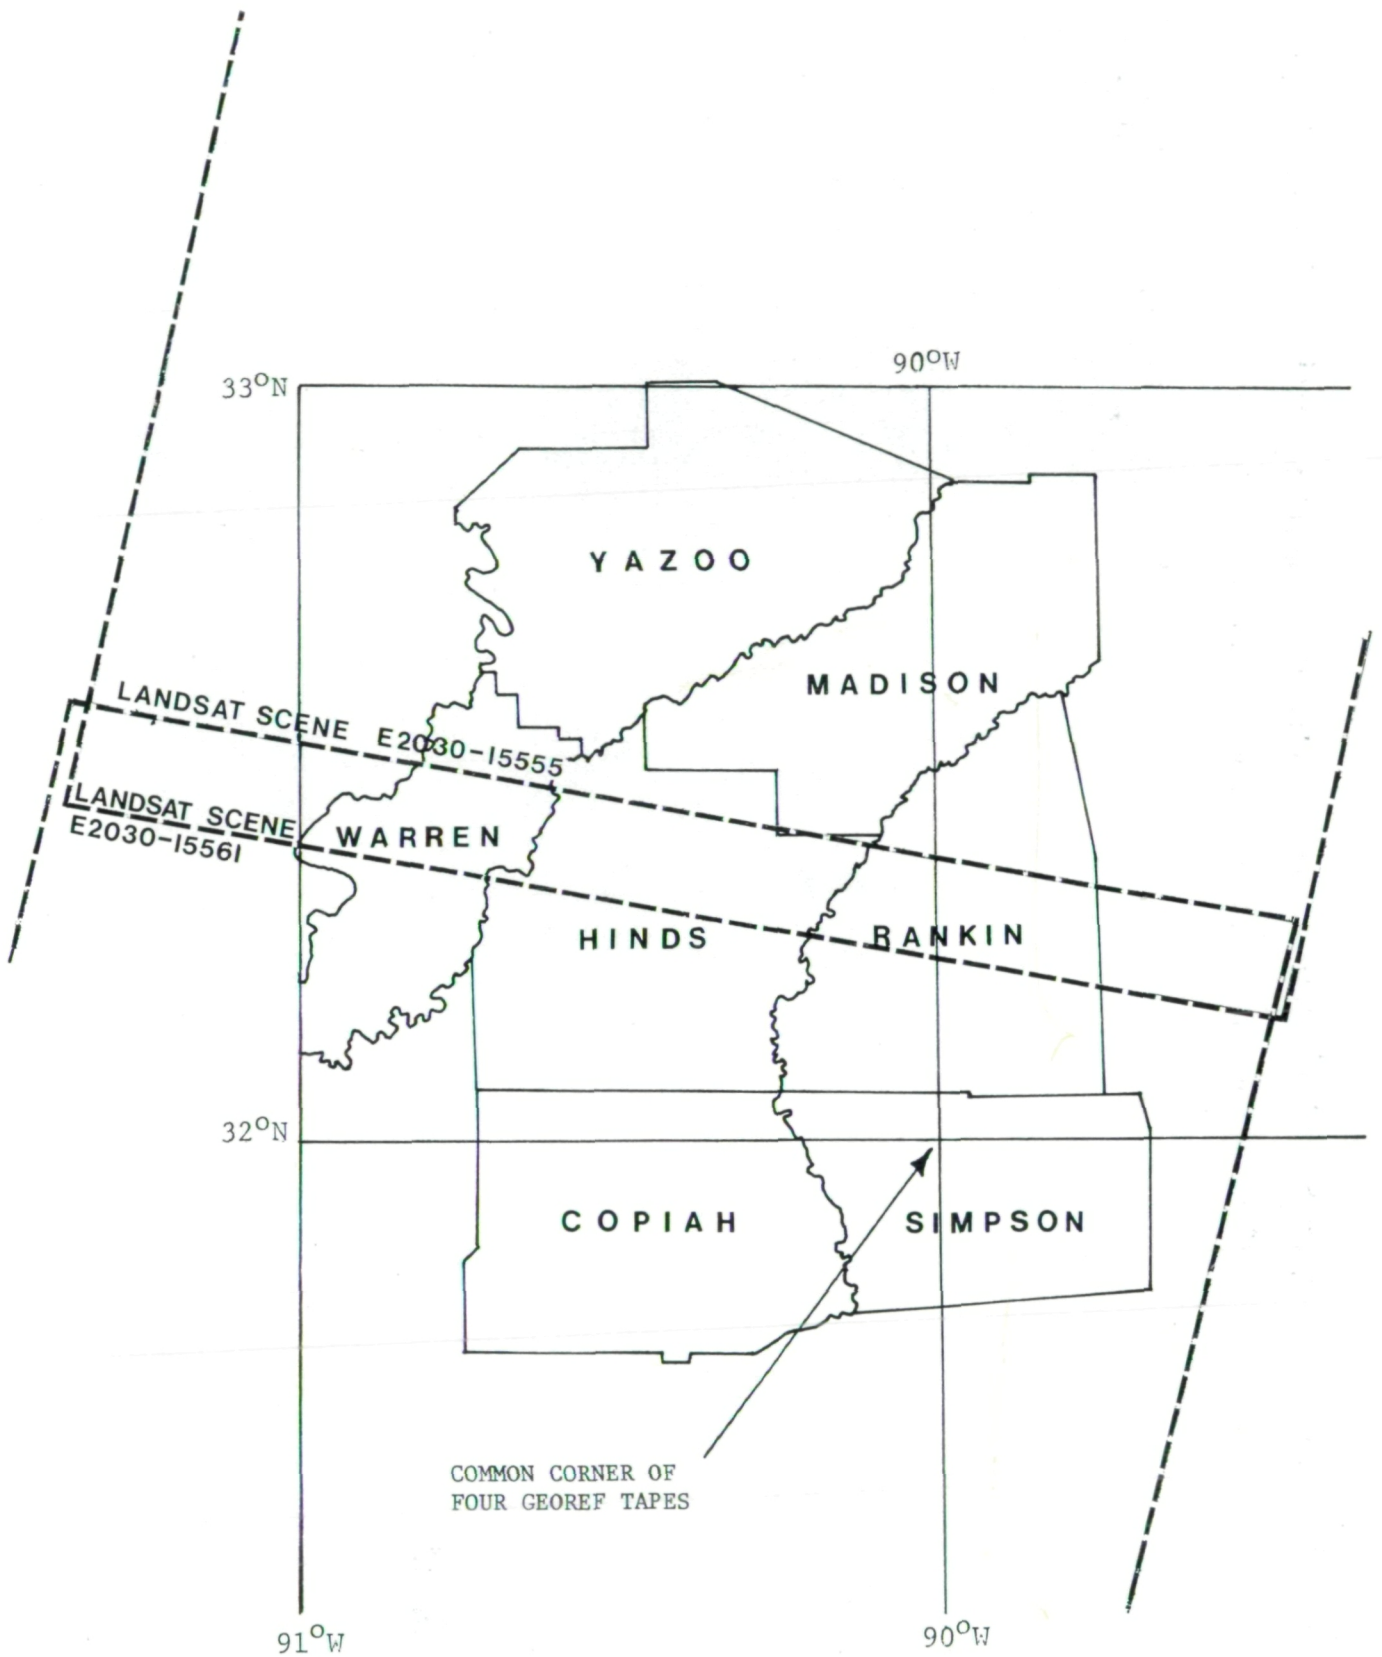 90°W
33°N
YAZOO
MADISON
LANDSAT SCENE E2030-15555
LANDSAT SCENE
E2030-15561
WARREN
HINDS
RANKIN
32°N
COPIAH
SIMPSON
COMMON CORNER OF
FOUR GEOREF TAPES
91°W
90°W